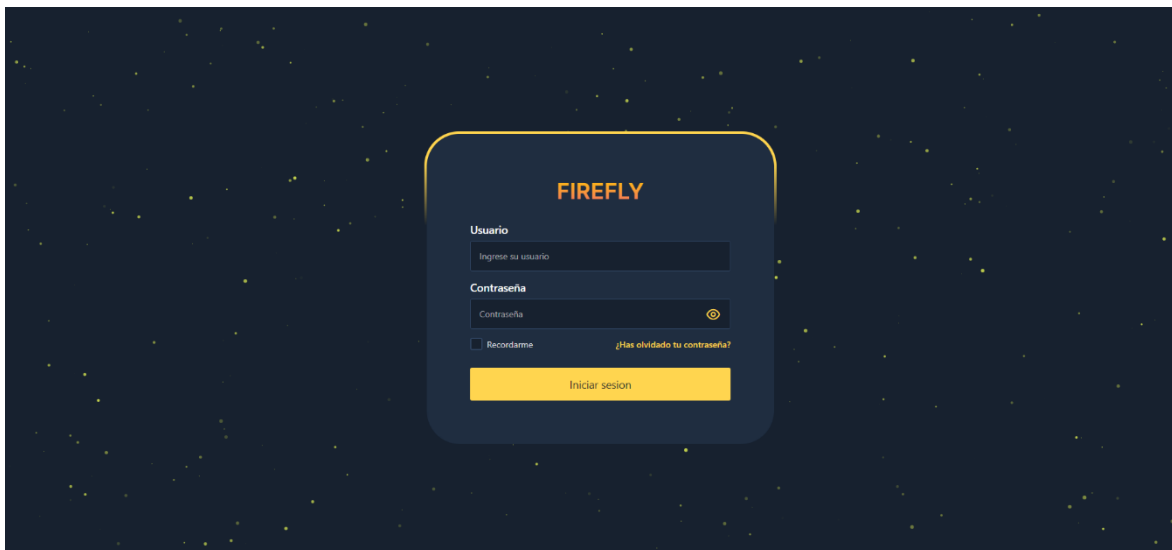 FIREFLY
Usuario
Ingrese su usuario
Contraseña
Contraseña
Recordarme ¿Has olvidado tu contraseña?
Iniciar sesion